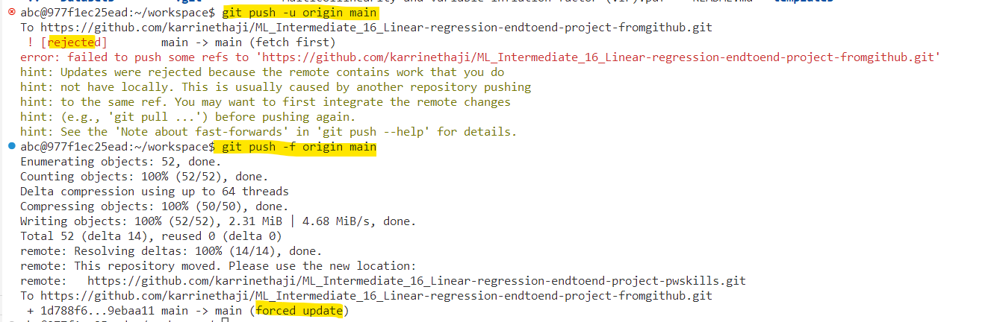 abc@977f1ec25ead:~/workspace$ git push -u origin main
To https://github.com/karrinethaji/ML_Intermediate_16_Linear-regression-endtoend-project-fromgithub.git
! [rejected] main -> main (fetch first)
error: failed to push some refs to 'https://github.com/karrinethaji/ML_Intermediate_16_Linear-regression-endtoend-project-fromgithub.git'
hint: Updates were rejected because the remote contains work that you do
hint: not have locally. This is usually caused by another repository pushing
hint: to the same ref. You may want to first integrate the remote changes
hint: (e.g., 'git pull ...') before pushing again.
hint: See the 'Note about fast-forwards' in 'git push --help' for details.
abc@977f1ec25ead:~/workspace$ git push -f origin main
Enumerating objects: 52, done.
Counting objects: 100% (52/52), done.
Delta compression using up to 64 threads
Compressing objects: 100% (50/50), done.
Writing objects: 100% (52/52), 2.31 MiB | 4.68 MiB/s, done.
Total 52 (delta 14), reused 0 (delta 0)
remote: Resolving deltas: 100% (14/14), done.
remote: This repository moved. Please use the new location:
remote: https://github.com/karrinethaji/ML_Intermediate_16_Linear-regression-endtoend-project-pwskills.git
To https://github.com/karrinethaji/ML_Intermediate_16_Linear-regression-endtoend-project-fromgithub.git
+ 1d788f6...9ebaa11 main -> main (forced update)